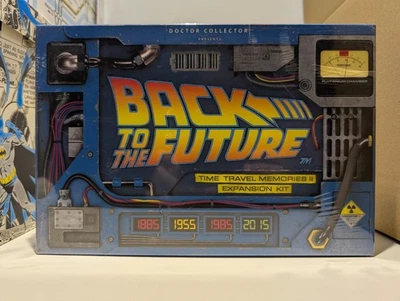 DOCTOR COLLECTOR
PRESENTS
BACK
TO THE FUTURE
TIME TRAVEL MEMORIES II
EXPANSION KIT
1885 1955 1985 2015